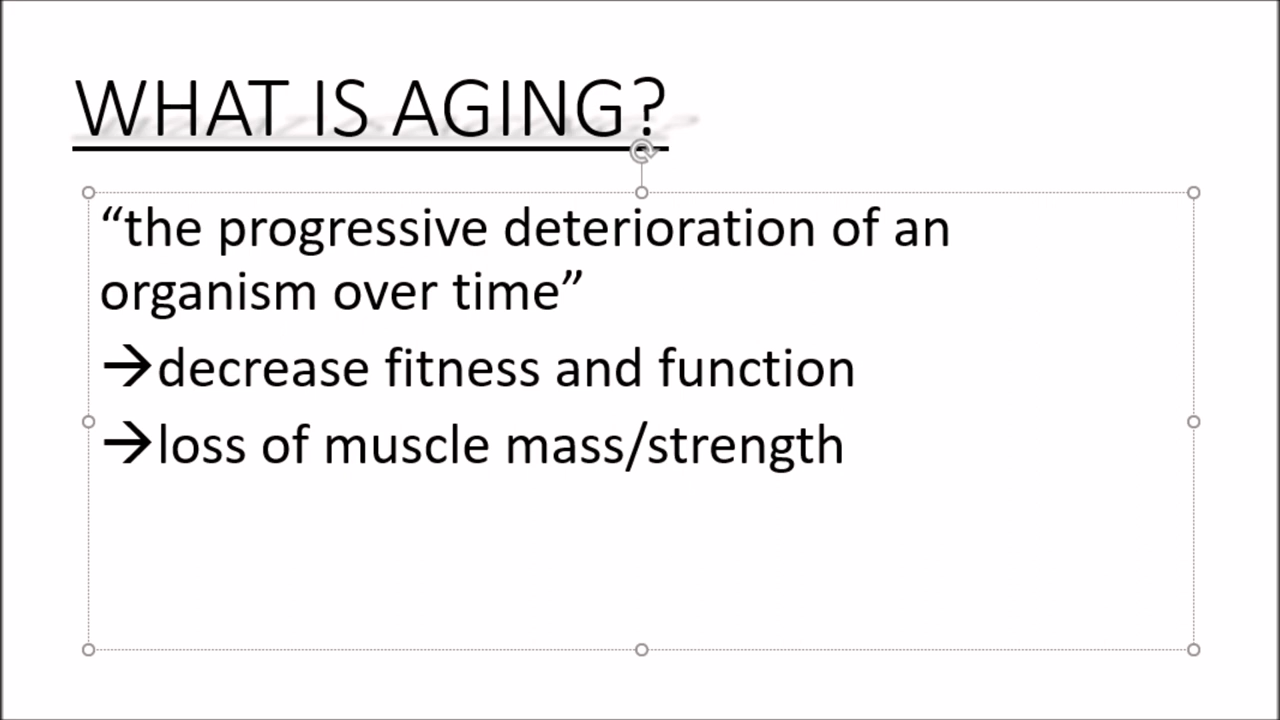 WHAT IS AGING?
“the progressive deterioration of an
organism over time”
→decrease fitness and function
→loss of muscle mass/strength